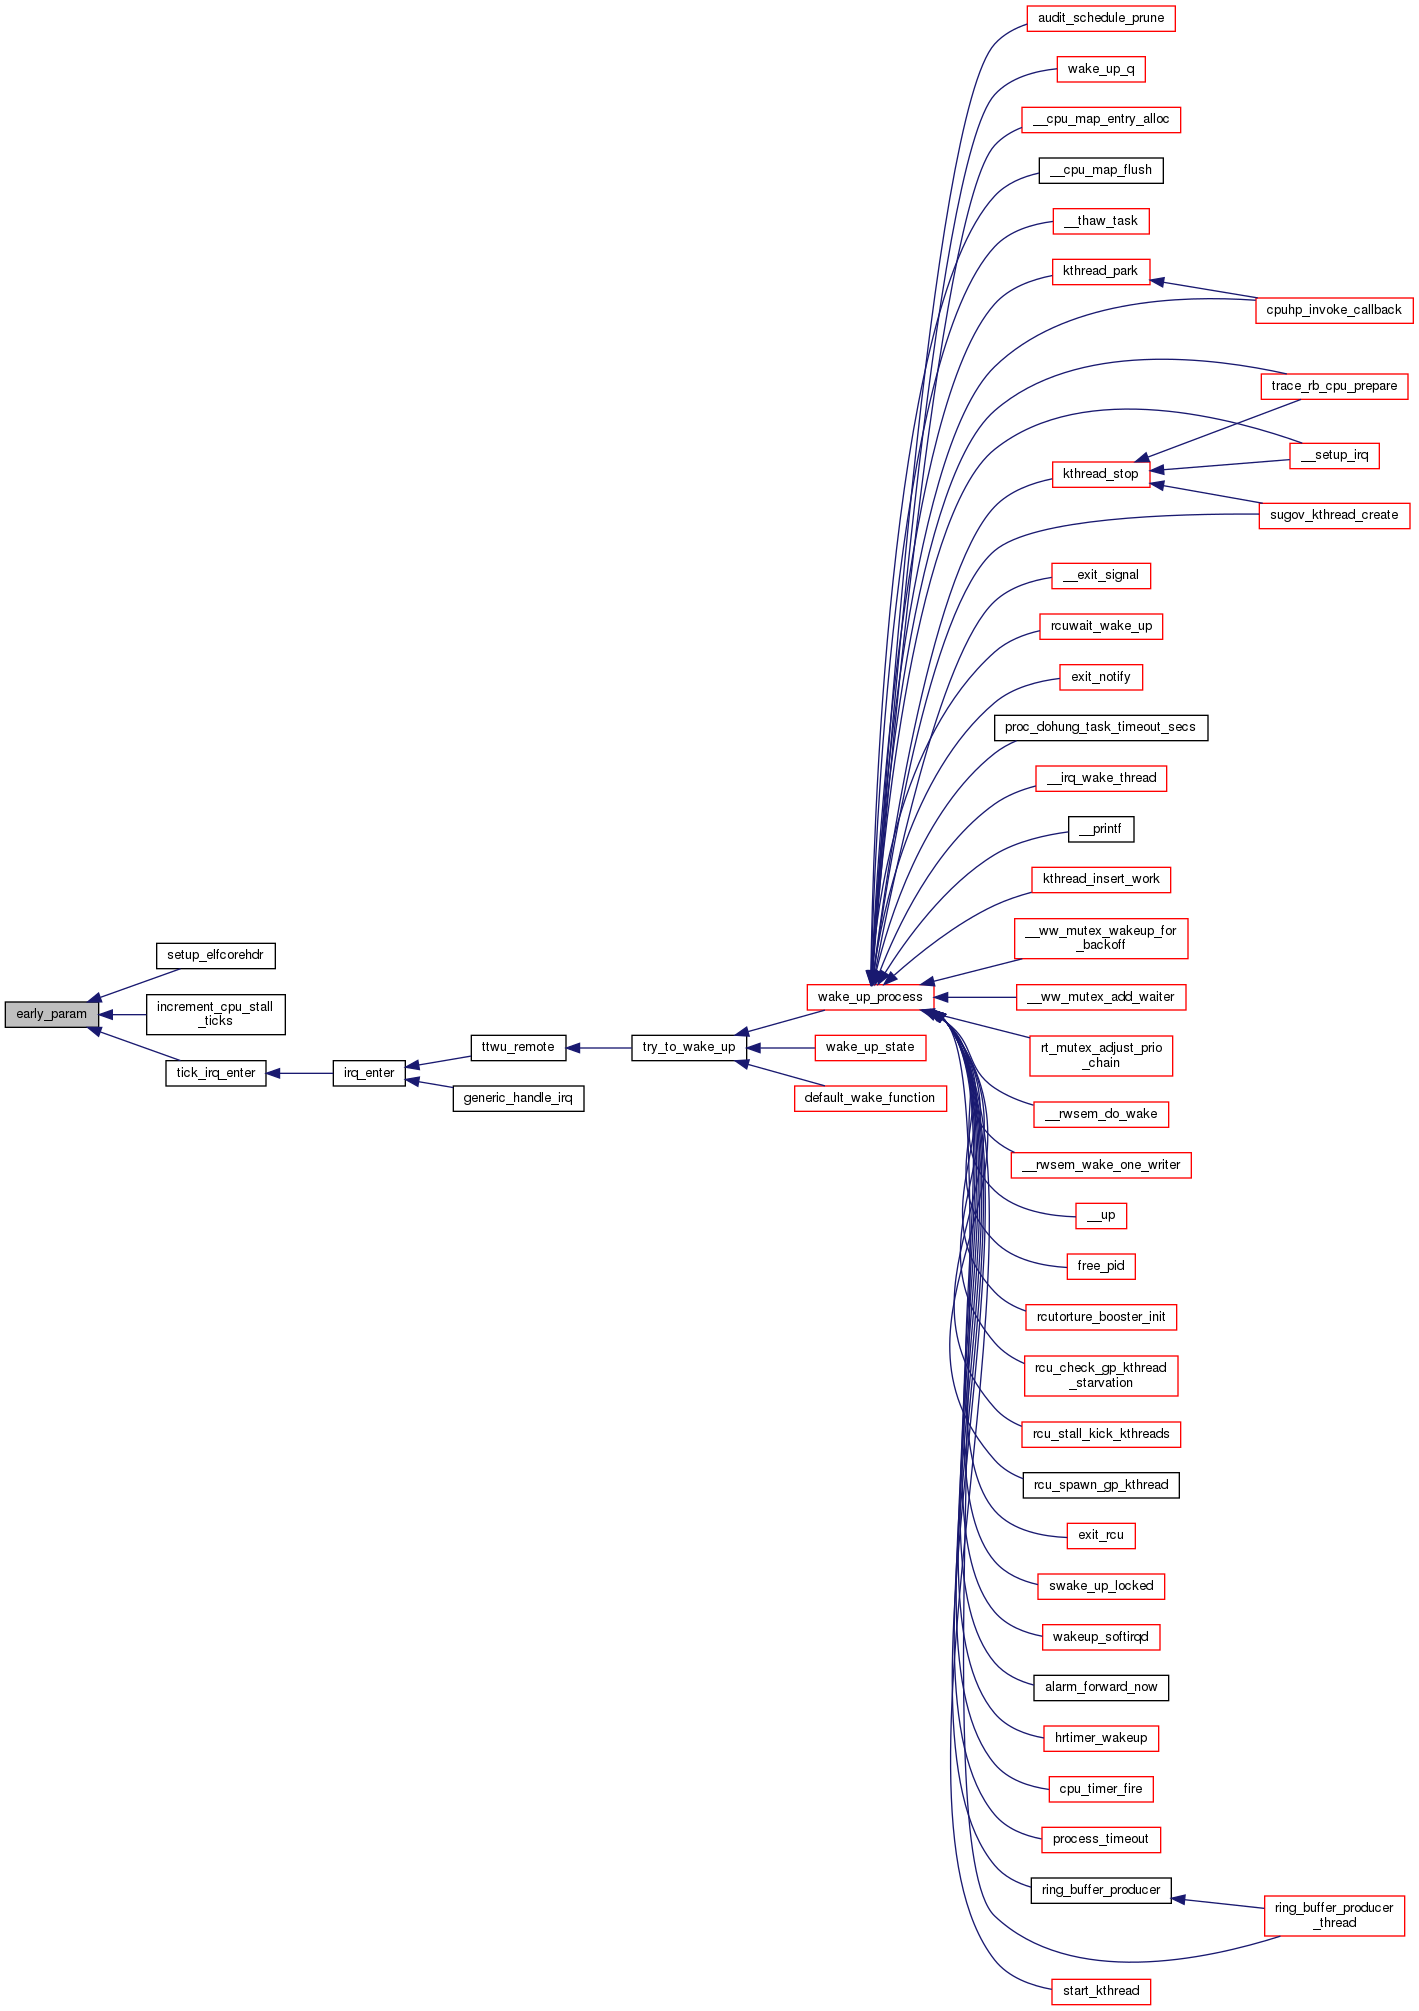 audit_schedule_prune
wake_up_q
__cpu_map_entry_alloc
__cpu_map_flush
__thaw_task
kthread_park
cpuhp_invoke_callback
trace_rb_cpu_prepare
__setup_irq
kthread_stop
sugov_kthread_create
__exit_signal
rcuwait_wake_up
exit_notify
proc_dohung_task_timeout_secs
__irq_wake_thread
__printf
kthread_insert_work
__ww_mutex_wakeup_for
_backoff
setup_elfcorehdr
wake_up_process
__ww_mutex_add_waiter
increment_cpu_stall
_ticks
early_param
ttwu_remote
try_to_wake_up
wake_up_state
rt_mutex_adjust_prio
_chain
tick_irq_enter
irq_enter
generic_handle_irq
default_wake_function
__rwsem_do_wake
__rwsem_wake_one_writer
__up
free_pid
rcutorture_booster_init
rcu_check_gp_kthread
_starvation
rcu_stall_kick_kthreads
rcu_spawn_gp_kthread
exit_rcu
swake_up_locked
wakeup_softirqd
alarm_forward_now
hrtimer_wakeup
cpu_timer_fire
process_timeout
ring_buffer_producer
ring_buffer_producer
_thread
start_kthread